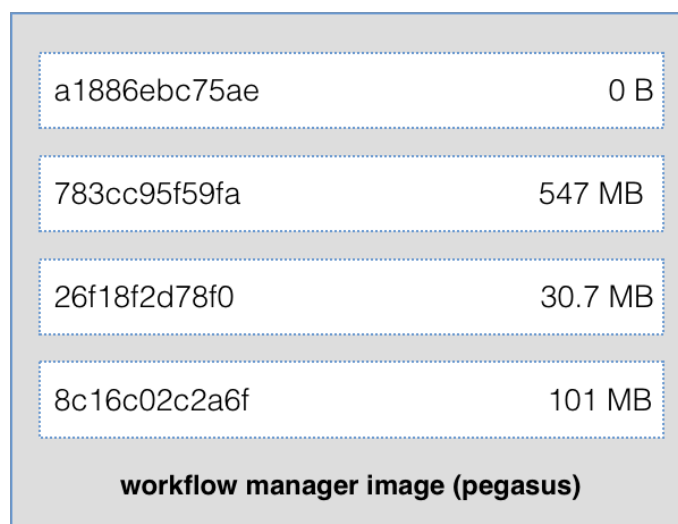 a1886ebc75ae 0 B
783cc95f59fa 547 MB
26f18f2d78f0 30.7 MB
8c16c02c2a6f 101 MB
workflow manager image (pegasus)